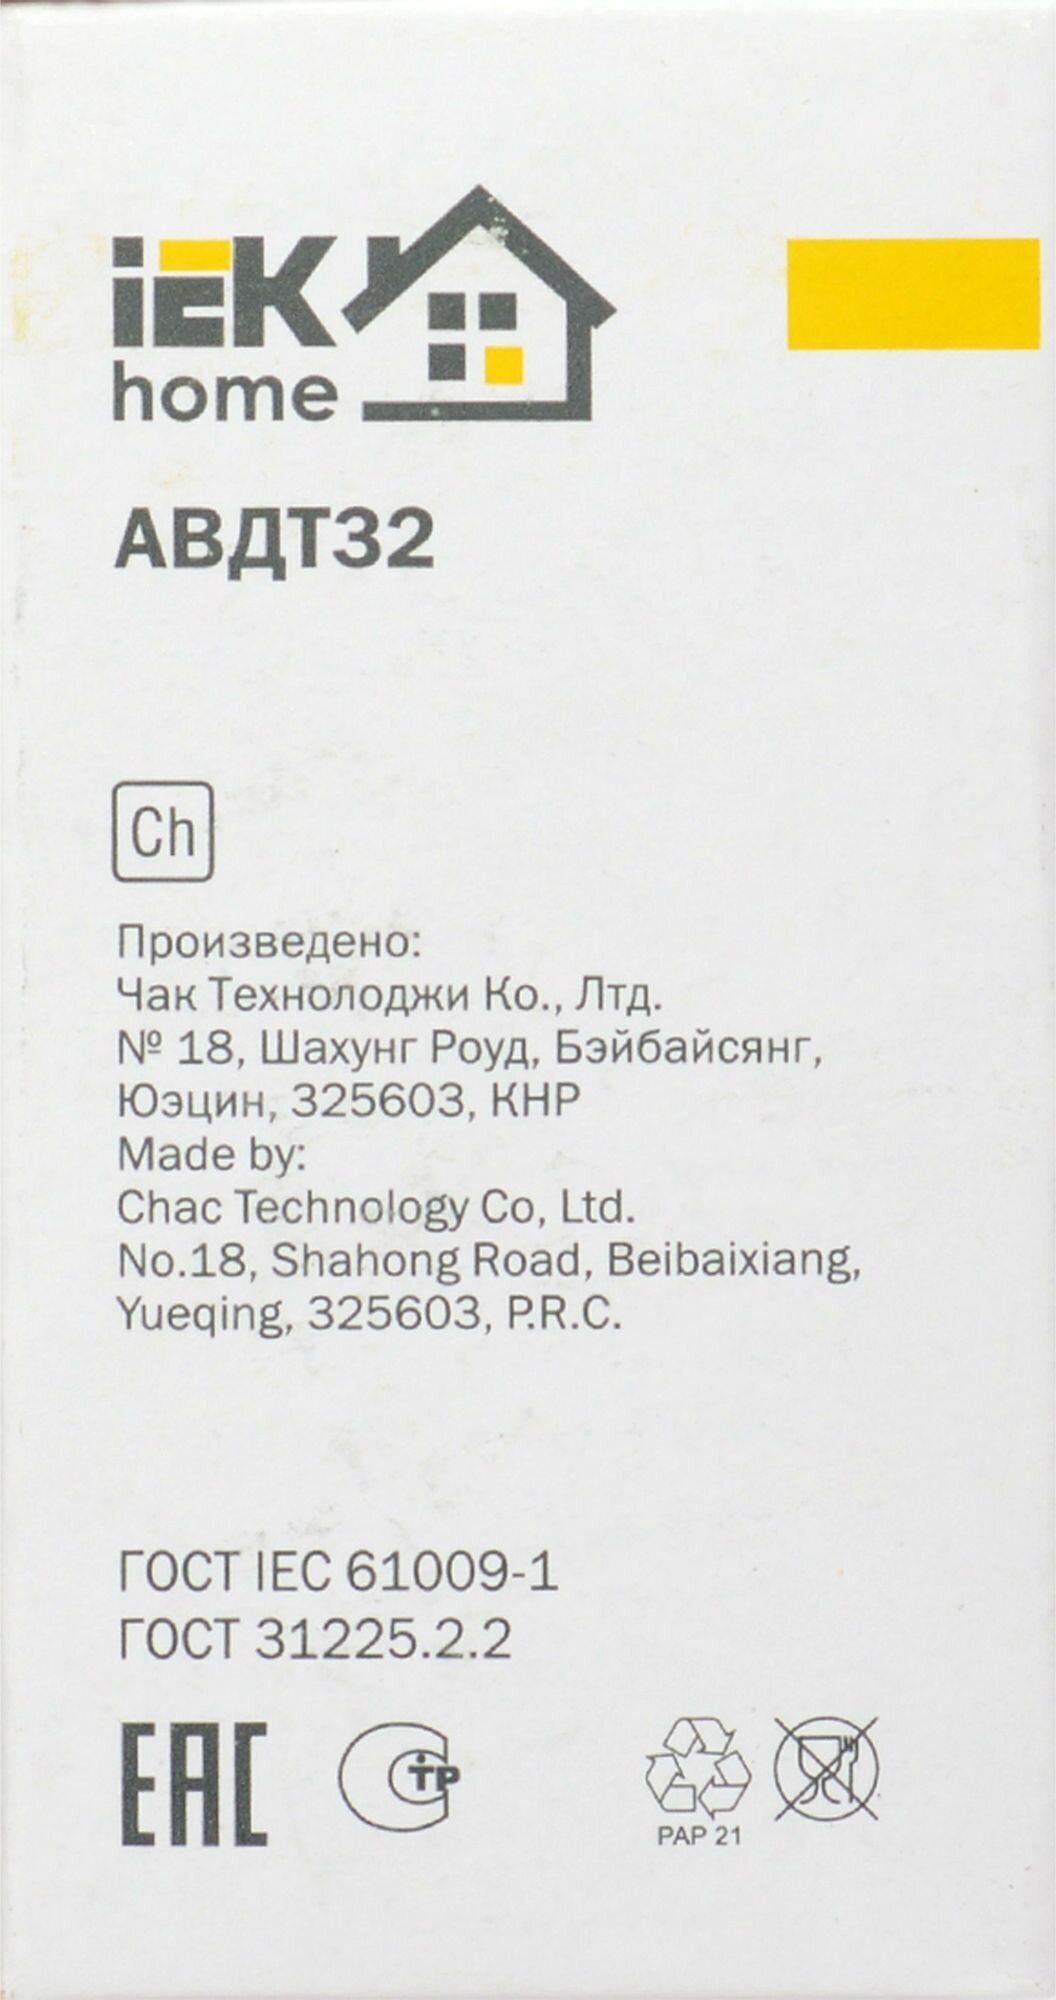 iEK
home
АВДТ32
Ch
Произведено:
Чак Технолоджи Ко., Лтд.
№ 18, Шахунг Роуд, Бэйбайсянг,
Юэцин, 325603, КНР
Made by:
Chac Technology Co, Ltd.
No.18, Shahong Road, Beibaixiang,
Yueqing, 325603, P.R.C.
ГОСТ IEC 61009-1
ГОСТ 31225.2.2
ЕАС
С ТР
PAP 21